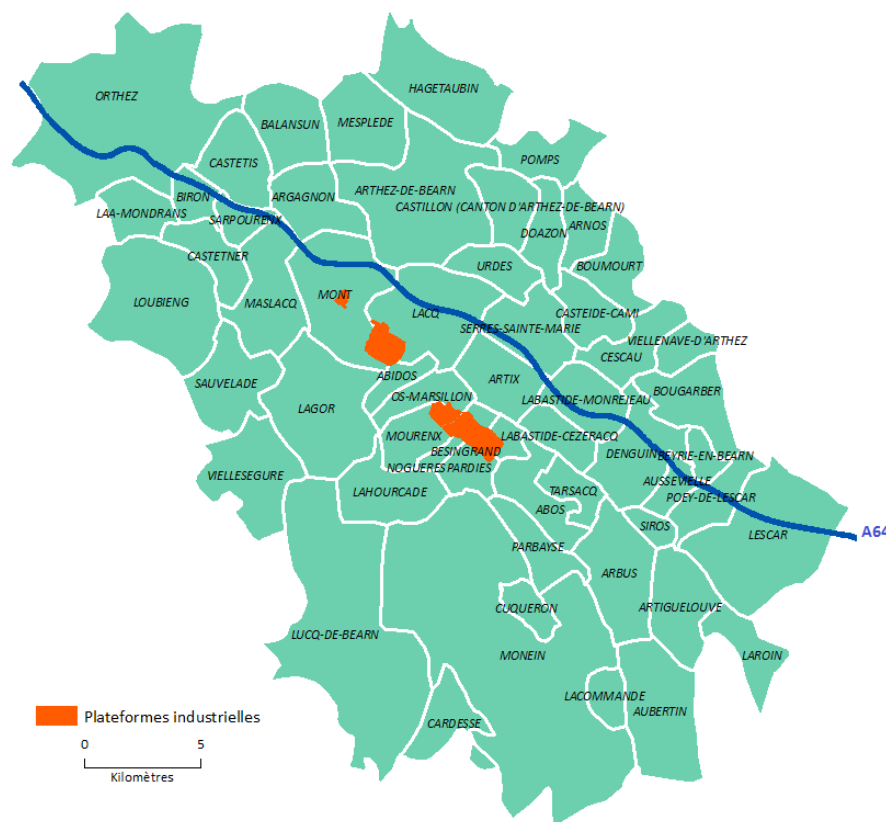 HAGETAUBIN
ORTHEZ
BALANSUN
MESPLEDE
CASTETIS
POMPS
BIRON
ARGAGNON
ARTHEZ-DE-BEARN
LAA-MONDRANS
SARPOURENX
CASTILLON (CANTON D'ARTHEZ-DE-BEARN)
DOAZON
ARNOS
CASTETNER
URDES
BOUMOURT
LOUBIENG
MASLACQ
MONT
LACQ
CASTEIDE-CAMI
SERRES-SAINTE-MARIE
VIELLENAVE-D'ARTHEZ
CESCAU
SAUVELADE
ABIDOS
ARTIX
BOUGARBER
LAGOR
OS-MARSILLON
LABASTIDE-MONREJEAU
MOURENX
LABASTIDE-CEZERACQ
BESINGRAND
DENGUIN
BEYRIE-EN-BEARN
VIELLESEGURE
NOGUERES
PARDIES
AUSSEVIELLE
LAHOURCADE
TARSACQ
POEY-DE-LESCAR
ABOS
SIROS
LESCAR
A64
PARBAYSE
ARBUS
CUQUERON
ARTIGUELOUVE
LUCQ-DE-BEARN
MONEIN
LAROIN
LACOMMANDE
AUBERTIN
CARDESSE
Plateformes industrielles
0 5
Kilomètres